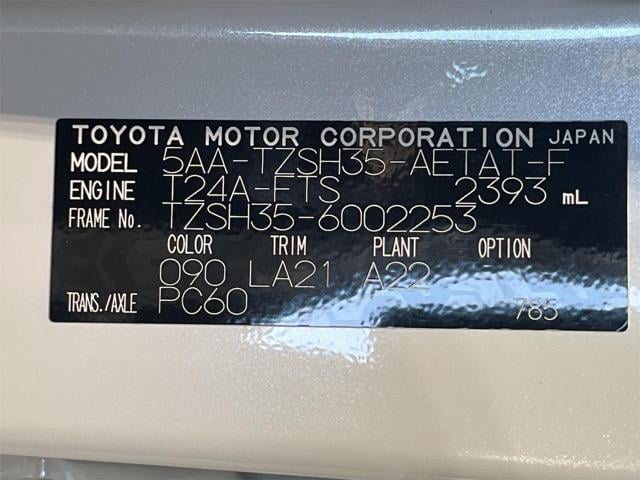 TOYOTA MOTOR CORPORATION JAPAN
MODEL 5AA-TZSH35-AETAT-F
ENGINE T24A-FTS 2393 mL
FRAME No. TZSH35-6002253
COLOR TRIM PLANT OPTION
090 LA21 A22
TRANS./AXLE PC60 785